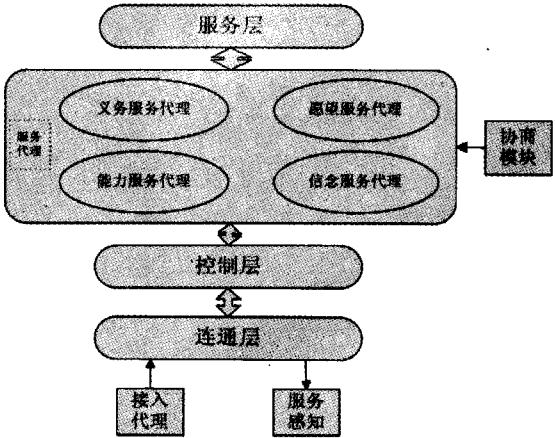 服务层
义务服务代理
愿望服务代理
服务
代理
协商
模块
能力服务代理
信念服务代理
控制层
连通层
接入
代理
服务
感知